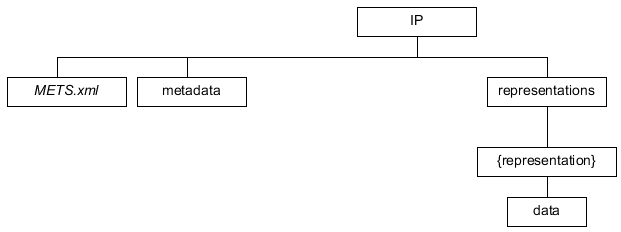 IP
METS.xml
metadata
representations
{representation}
data